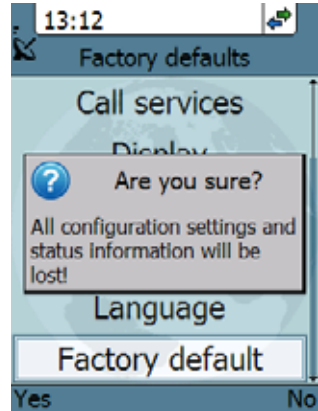 13:12
Factory defaults
Call services
Display
Are you sure?
All configuration settings and
status information will be
lost!
Language
Factory default
Yes
No